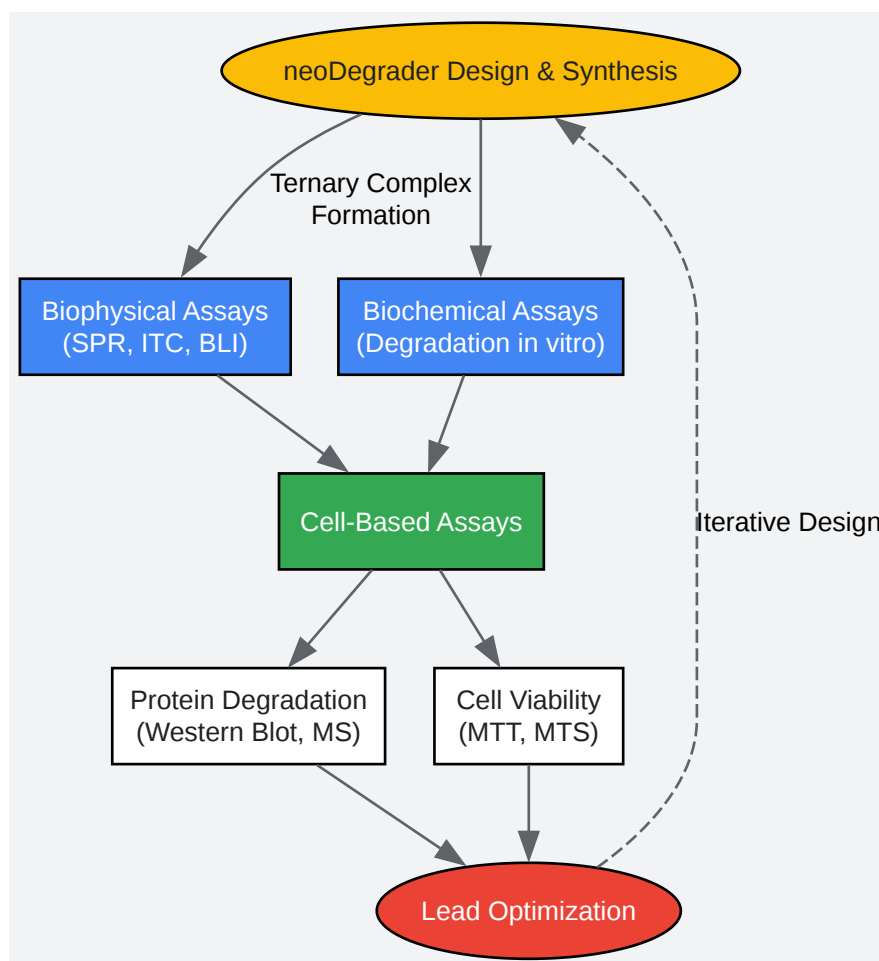 neoDegrader Design & Synthesis
Ternary Complex
Formation
Biophysical Assays
(SPR, ITC, BLI)
Biochemical Assays
(Degradation in vitro)
Cell-Based Assays
Iterative Design
Protein Degradation
(Western Blot, MS)
Cell Viability
(MTT, MTS)
Lead Optimization